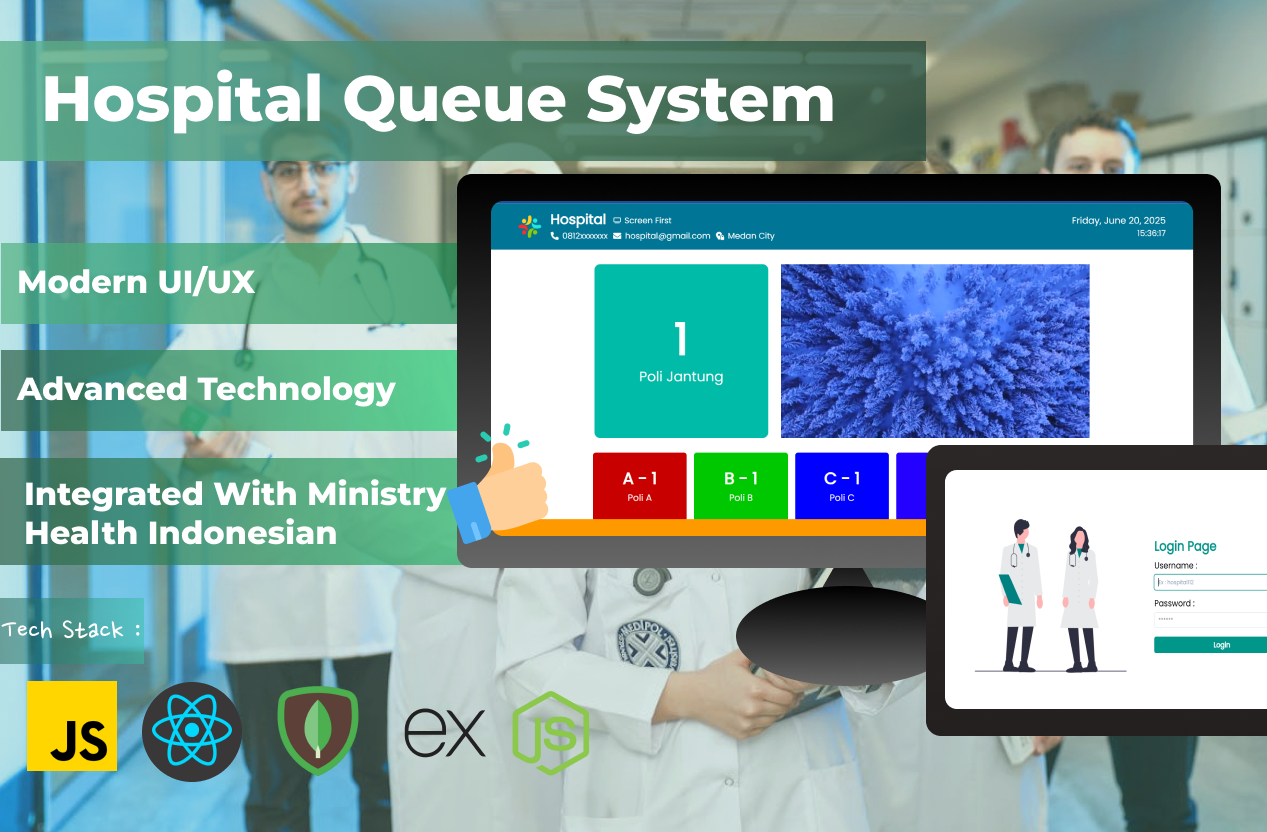 Hospital Queue System
Modern UI/UX
Advanced Technology
Integrated With Ministry
Health Indonesian
Tech Stack :
JS
ex
JS
Hospital Screen First
0812xxxxxxx hospital@gmail.com Medan City
Friday, June 20, 2025
15:36:17
1
Poli Jantung
A - 1
Poli A
B - 1
Poli B
C - 1
Poli C
Login Page
Username :
Password :
******
Login
MEDIPOL